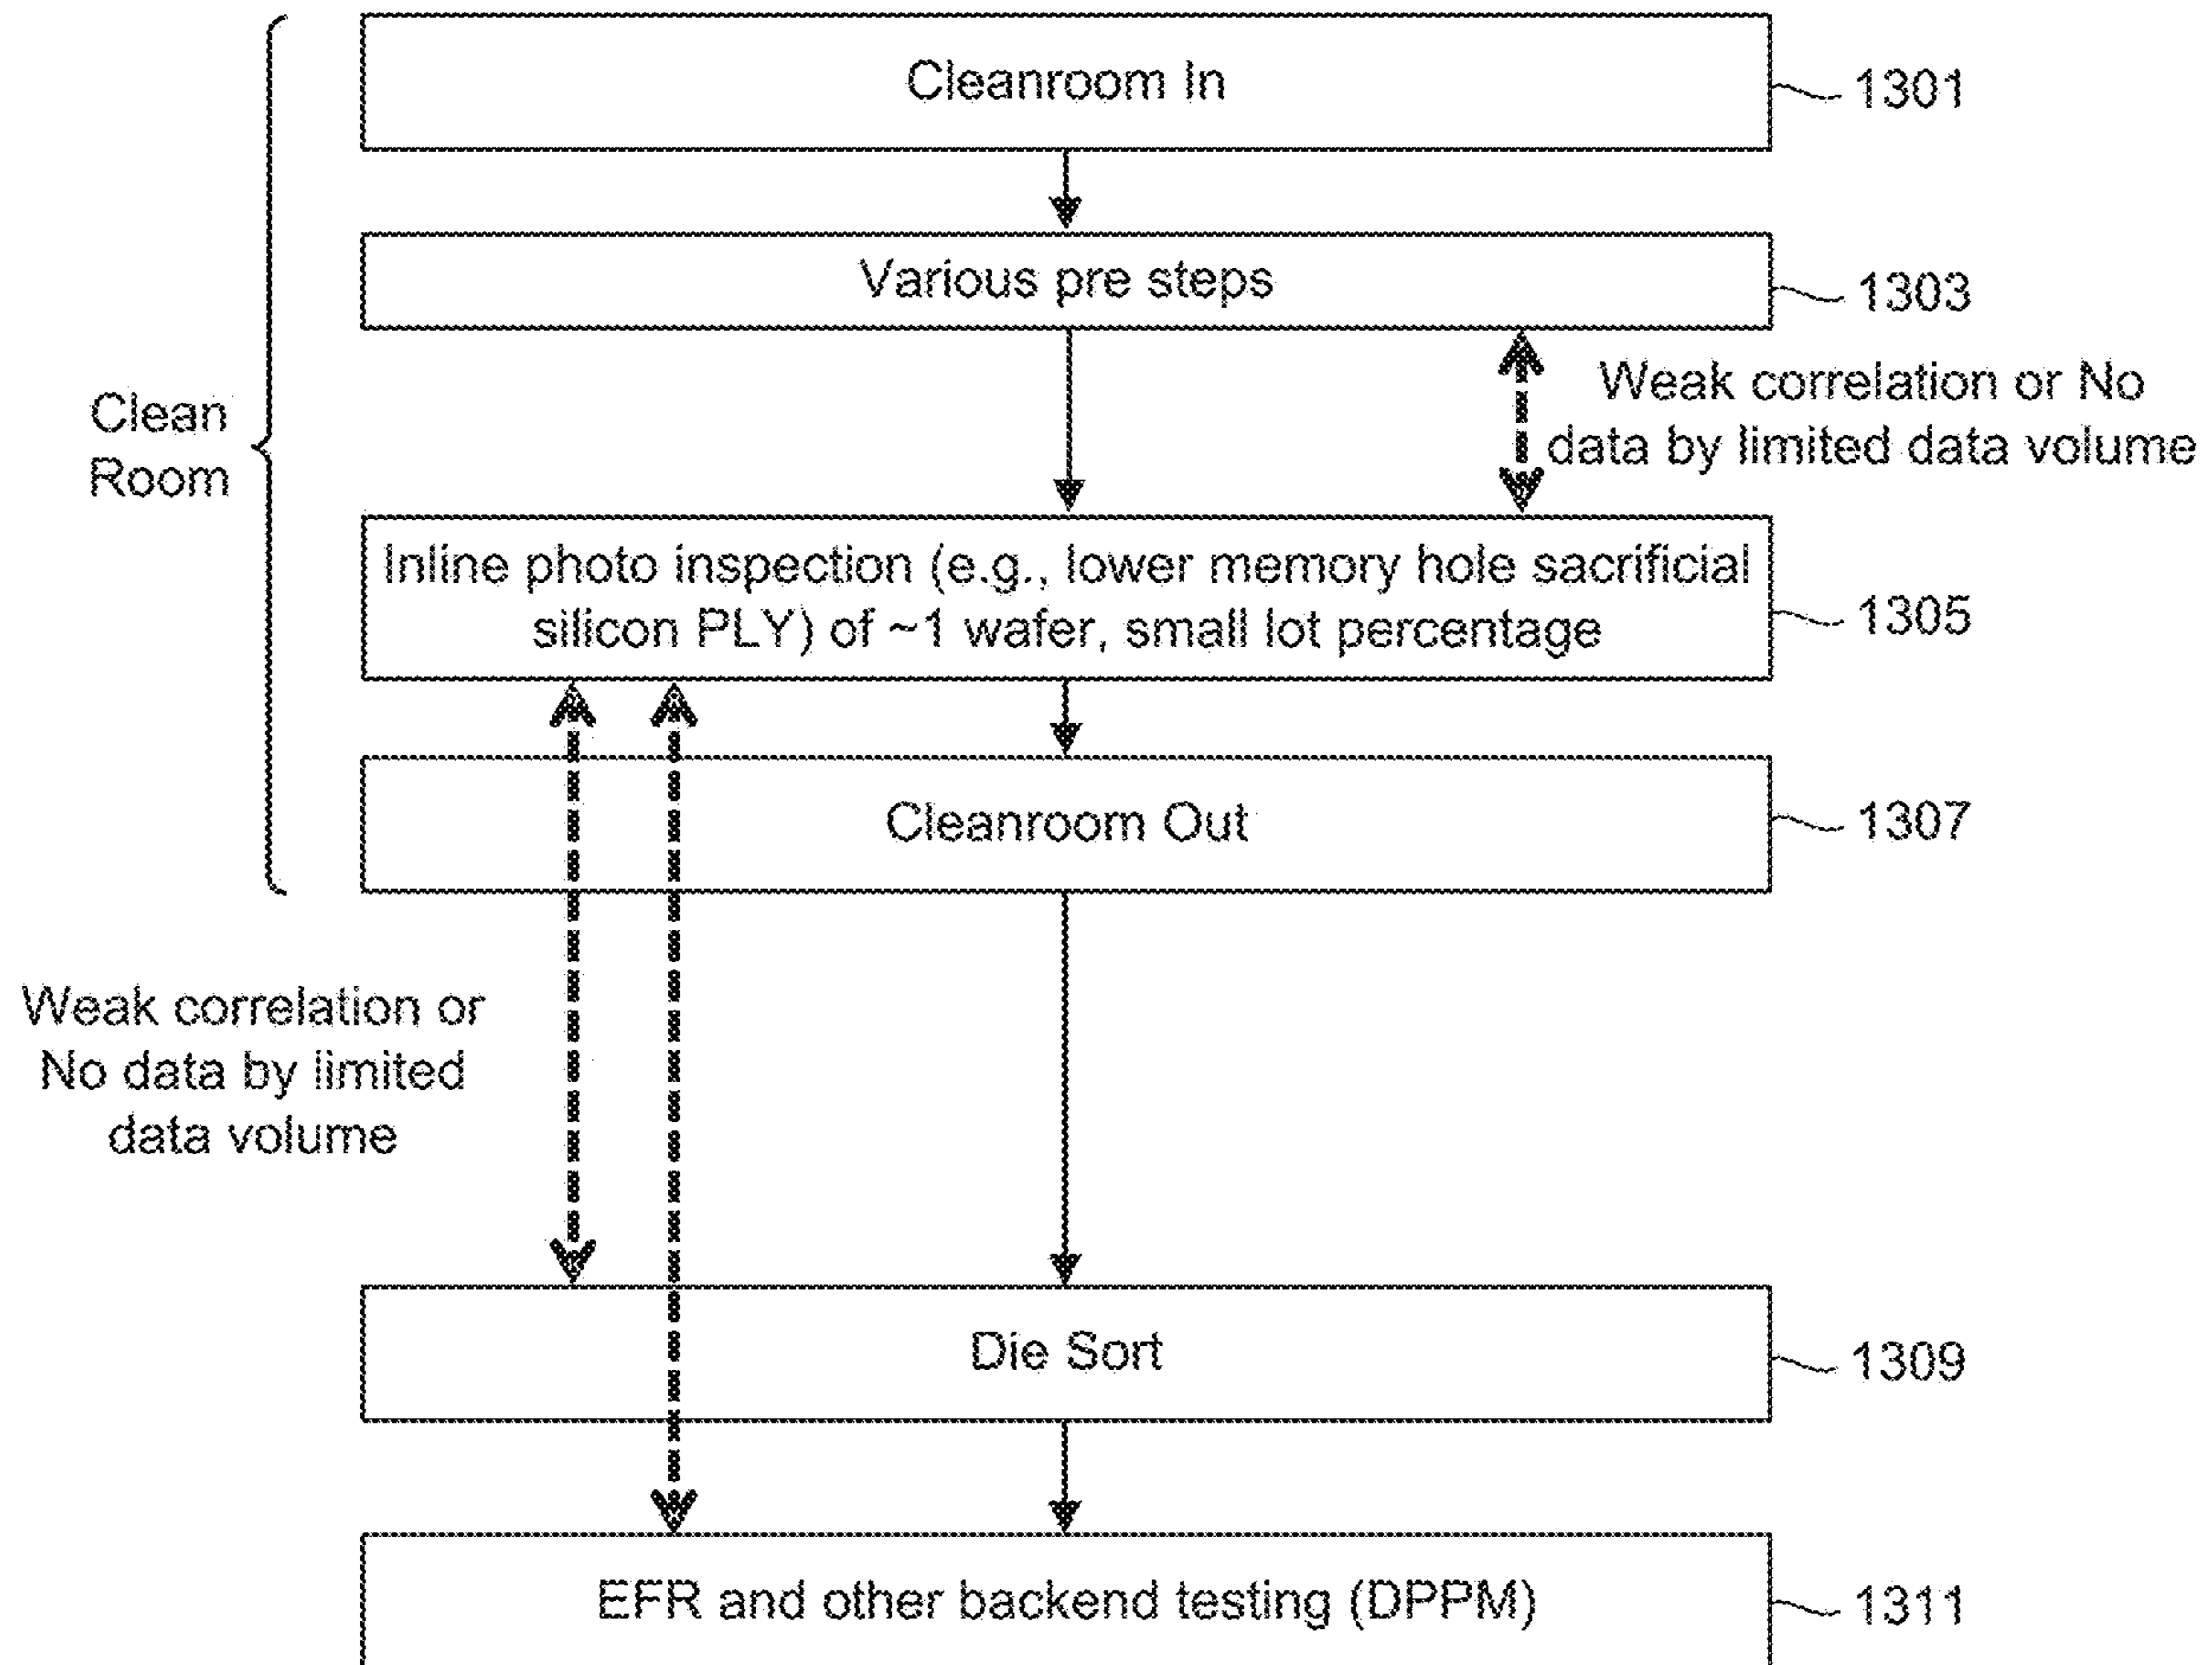 Cleanroom In
1301
Various pre steps
1303
Clean
Room
Weak correlation or No
data by limited data volume
Inline photo inspection (e.g., lower memory hole sacrificial
silicon PLY) of ~1 wafer, small lot percentage
1305
Cleanroom Out
1307
Weak correlation or
No data by limited
data volume
Die Sort
1309
EFR and other backend testing (DPPM)
1311